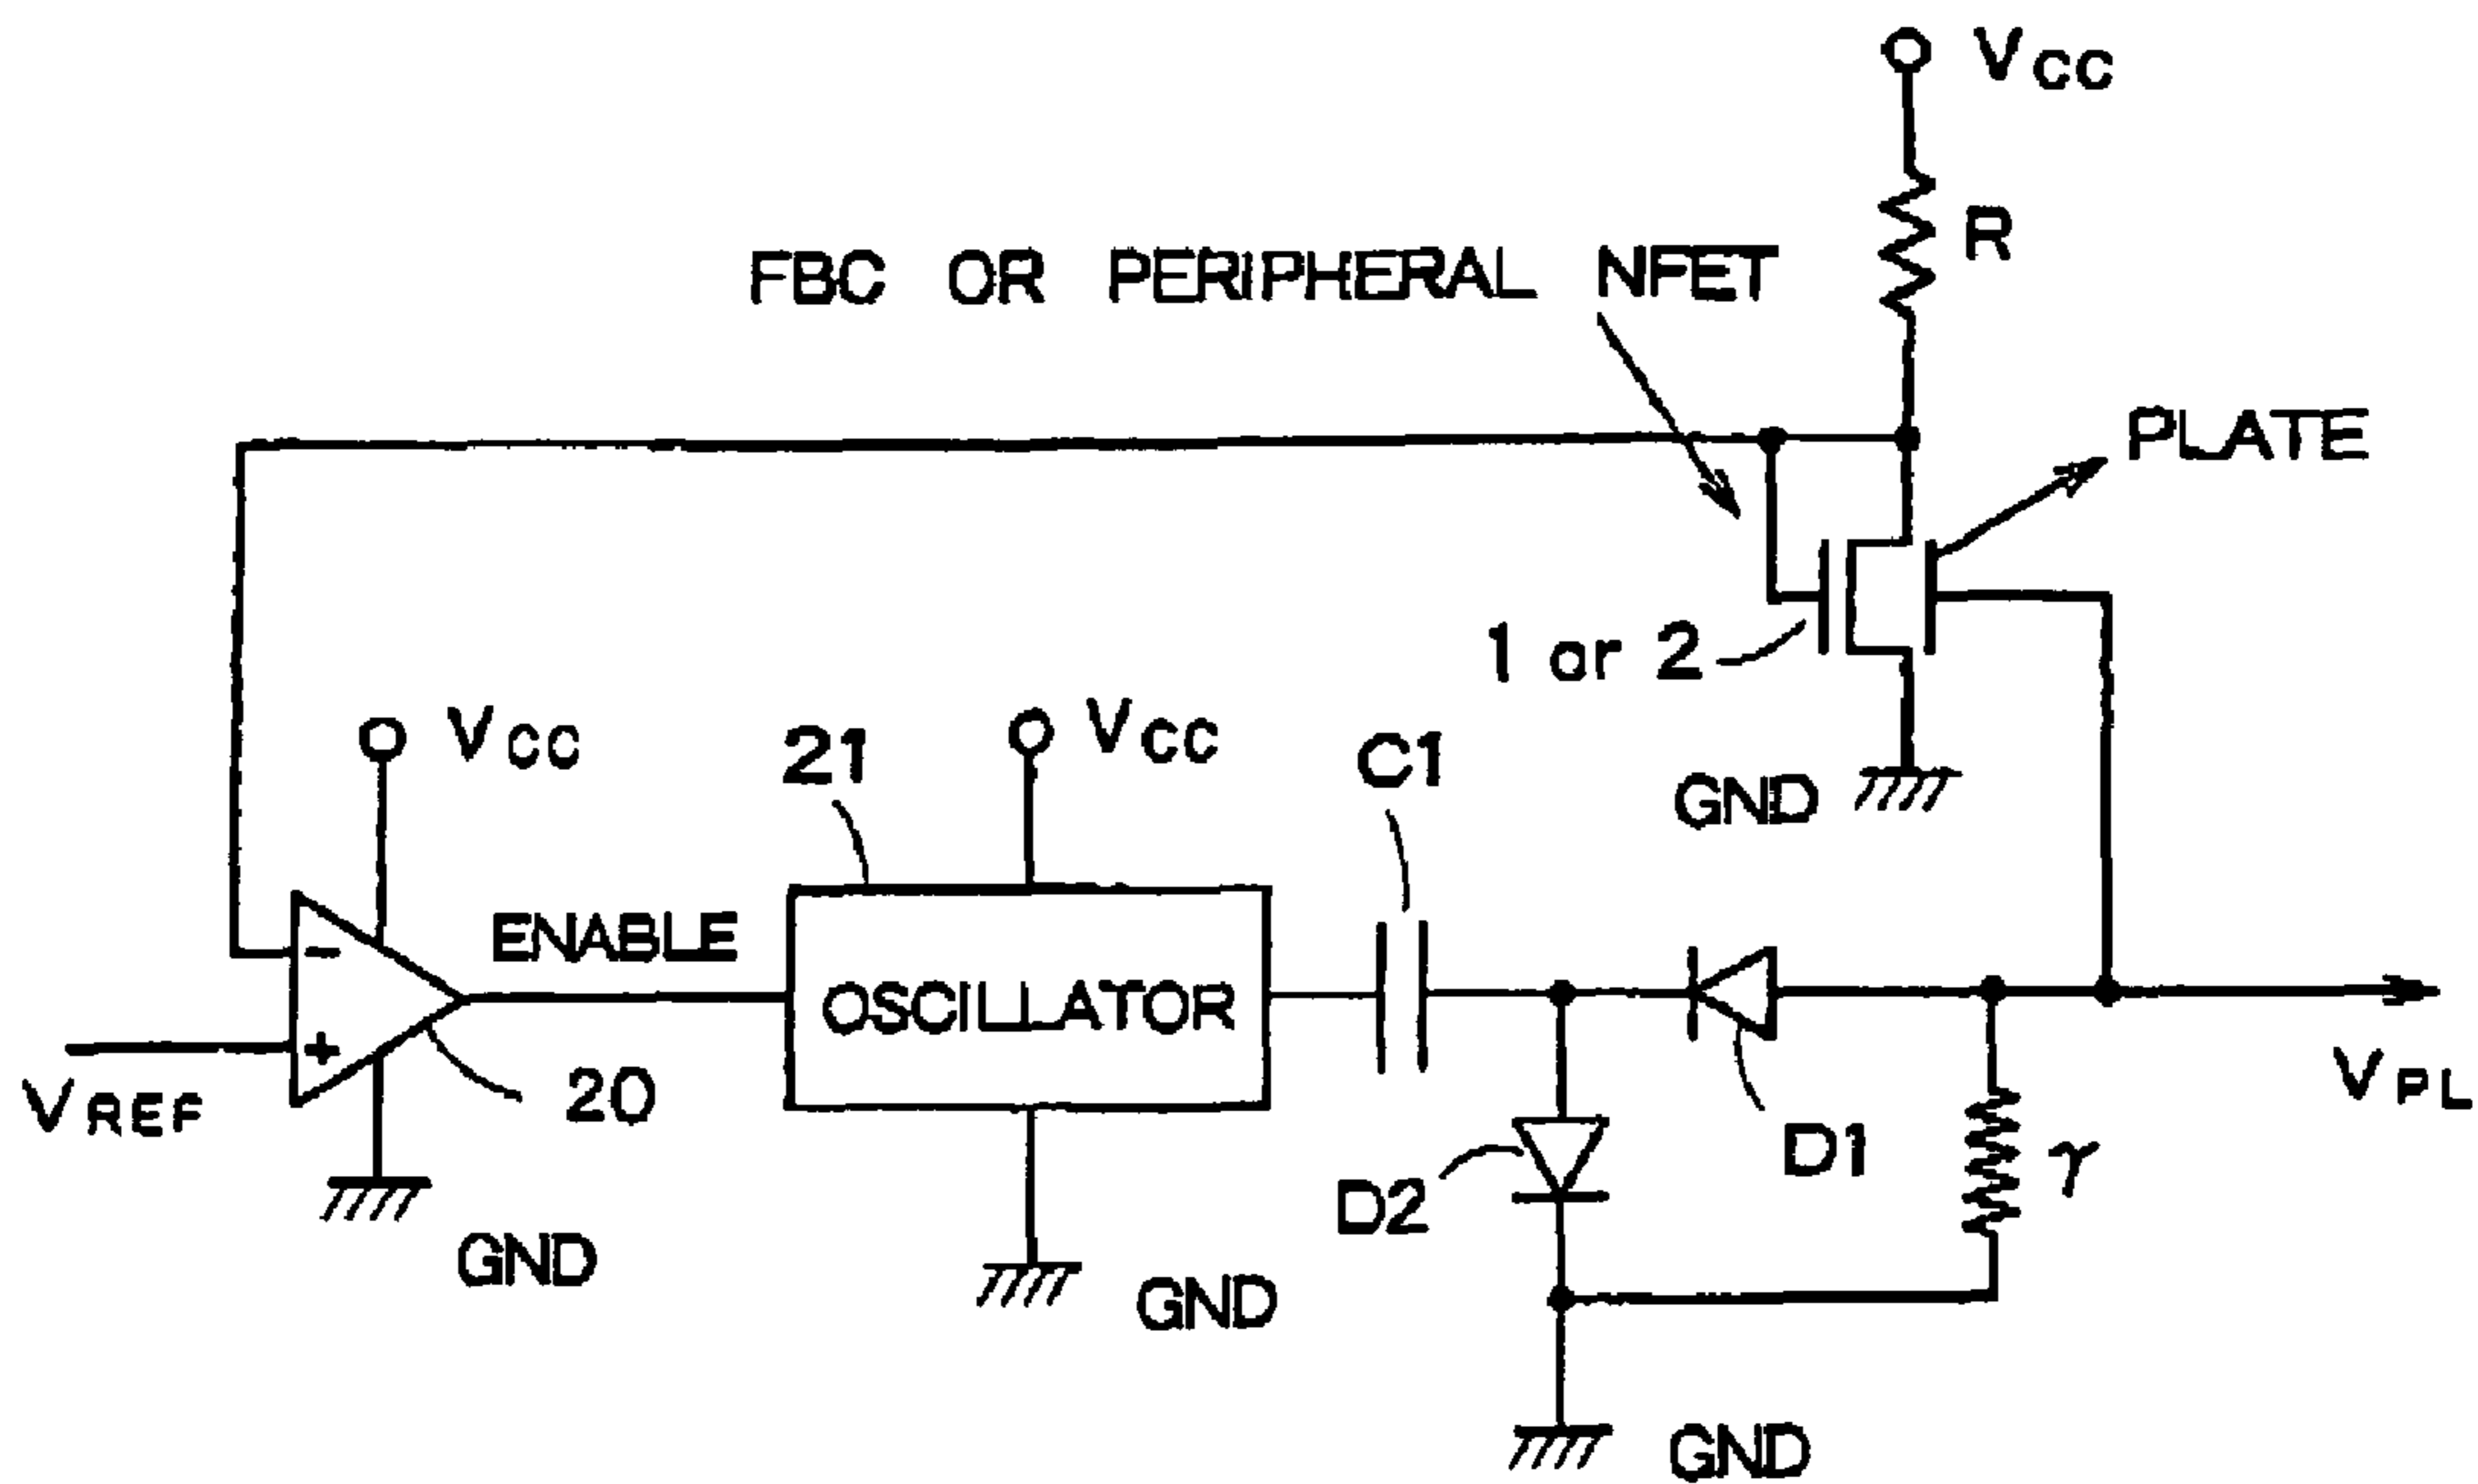 VCC
R
FBC OR PERIPHERAL NFET
PLATE
1 or 2
GND
VCC
21
VCC
C1
ENABLE
−
OSCILLATOR
+
VREF
20
GND
GND
D2
D1
r
VPL
GND